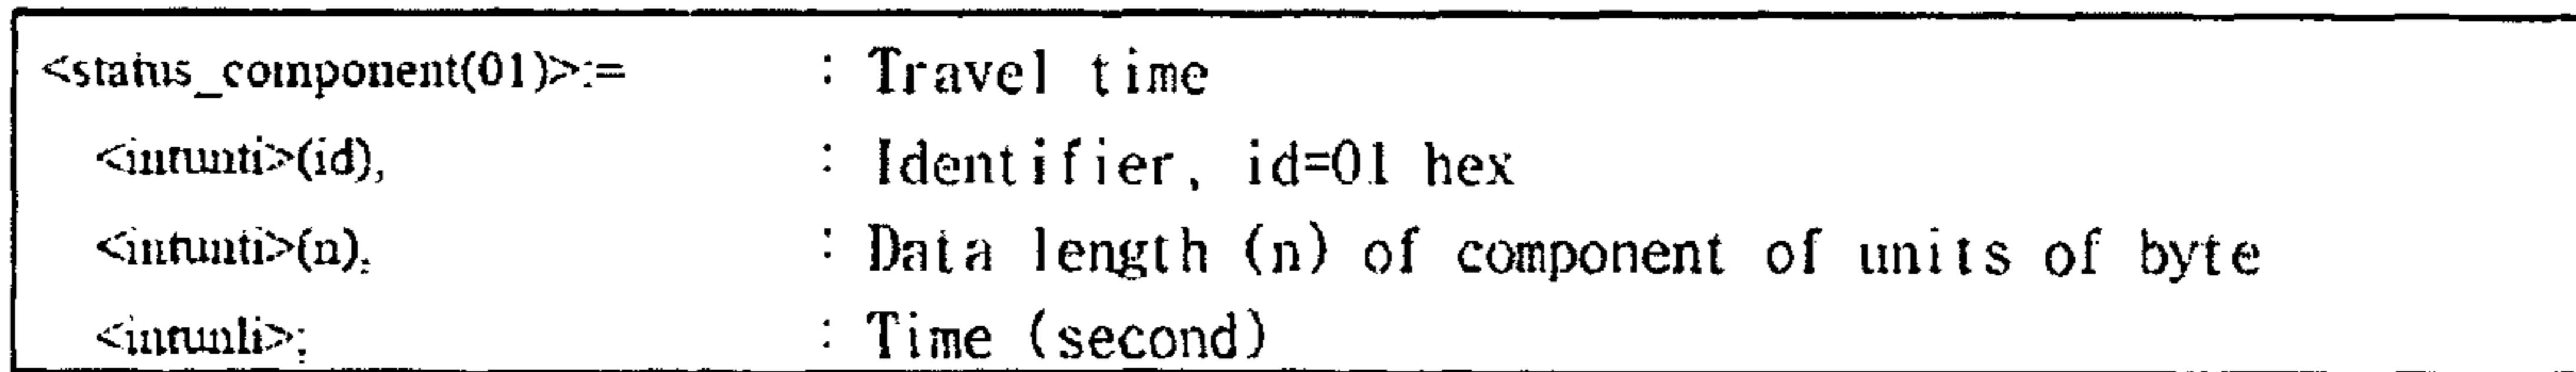 <status_component(01)>:= : Travel time
<intunti>(id), : Identifier, id=01 hex
<intunti>(n), : Data length (n) of component of units of byte
<intunli>; : Time (second)